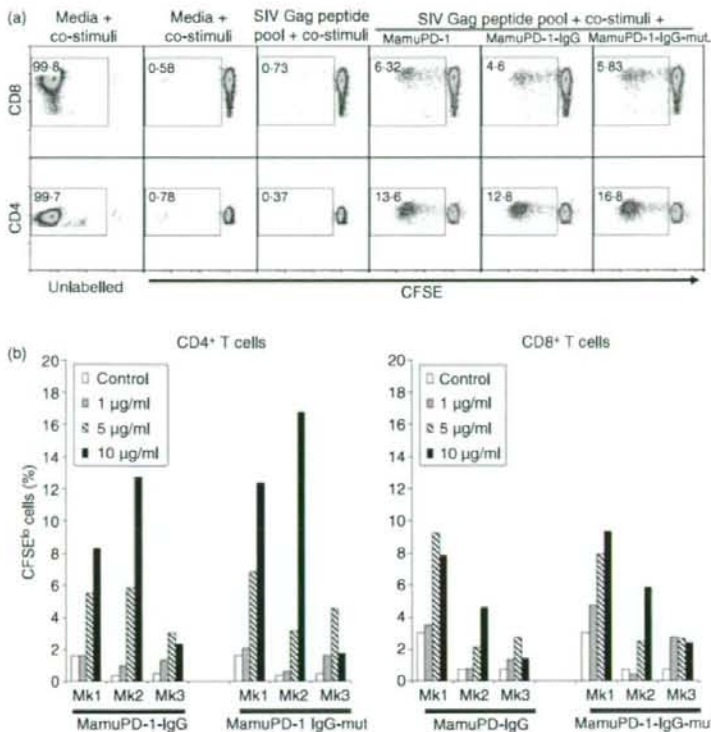 (a)
Media + co-stimuli
Media + co-stimuli
SIV Gag peptide pool + co-stimuli
SIV Gag peptide pool + co-stimuli +
MamuPD-1
MamuPD-1-IgG
MamuPD-1-IgG-mut.
CD8
99·8
0·58
0·73
6·32
4·6
5·83
CD4
99·7
0·78
0·37
13·6
12·8
16·8
Unlabelled
CFSE
(b)
CD4+ T cells
CFSElo cells (%)
20
18
16
14
12
10
8
6
4
2
0
Control
1 µg/ml
5 µg/ml
10 µg/ml
Mk1 Mk2 Mk3
MamuPD-1-IgG
Mk1 Mk2 Mk3
MamuPD-1 IgG-mut
CD8+ T cells
20
18
16
14
12
10
8
6
4
2
0
Control
1 µg/ml
5 µg/ml
10 µg/ml
Mk1 Mk2 Mk3
MamuPD-IgG
Mk1 Mk2 Mk3
MamuPD-1-IgG-mut